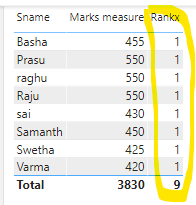 Sname Marks measure Rankx
Basha 455 1
Prasu 550 1
raghu 550 1
Raju 550 1
sai 430 1
Samanth 450 1
Swetha 425 1
Varma 420 1
Total 3830 9